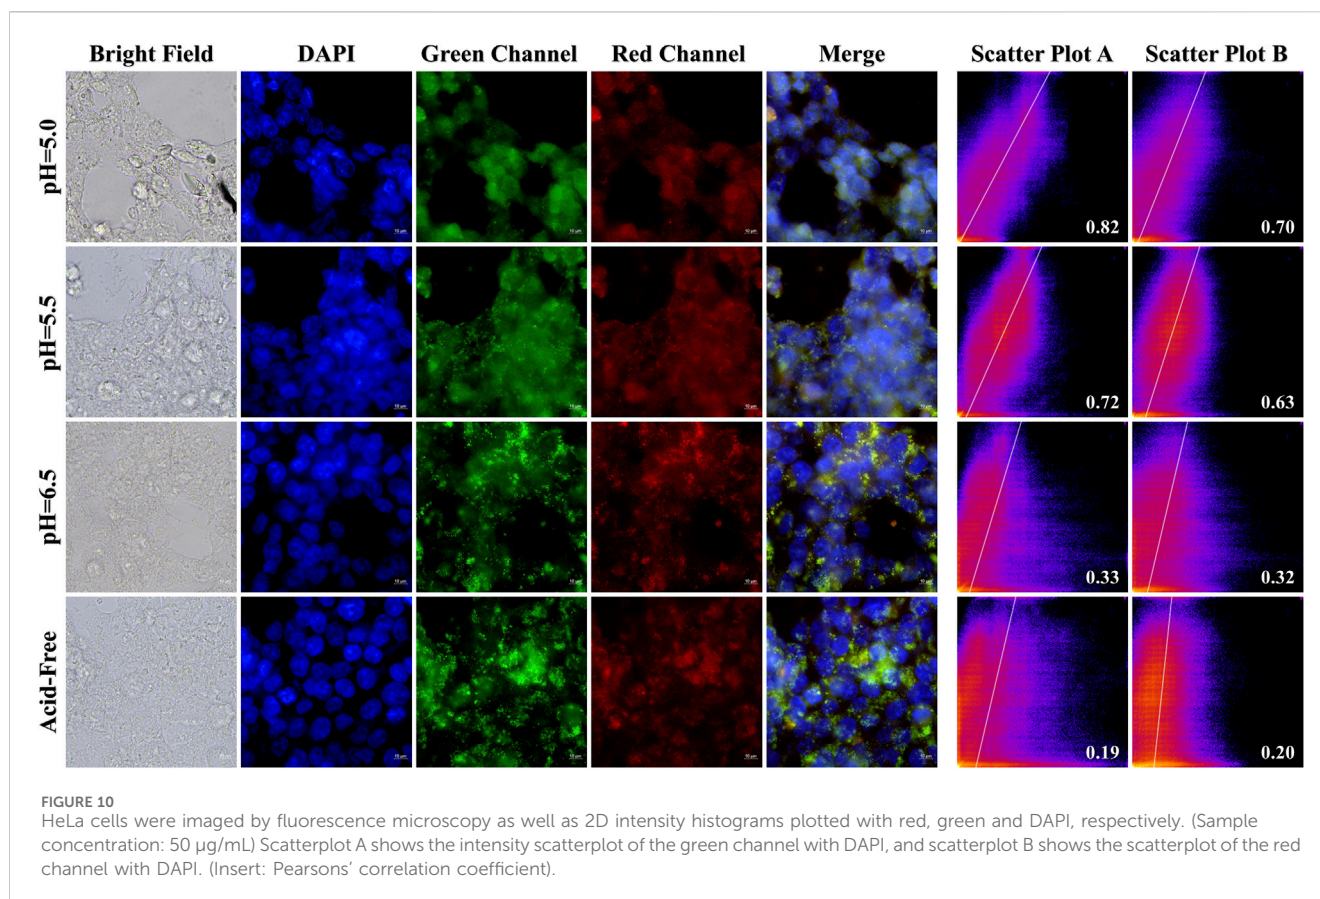 Bright Field DAPI Green Channel Red Channel Merge Scatter Plot A Scatter Plot B
pH=5.0
0.82 0.70
pH=5.5
0.72 0.63
pH=6.5
0.33 0.32
Acid-Free
0.19 0.20
FIGURE 10
HeLa cells were imaged by fluorescence microscopy as well as 2D intensity histograms plotted with red, green and DAPI, respectively. (Sample
concentration: 50 µg/mL) Scatterplot A shows the intensity scatterplot of the green channel with DAPI, and scatterplot B shows the scatterplot of the red
channel with DAPI. (Insert: Pearsons’ correlation coefficient).